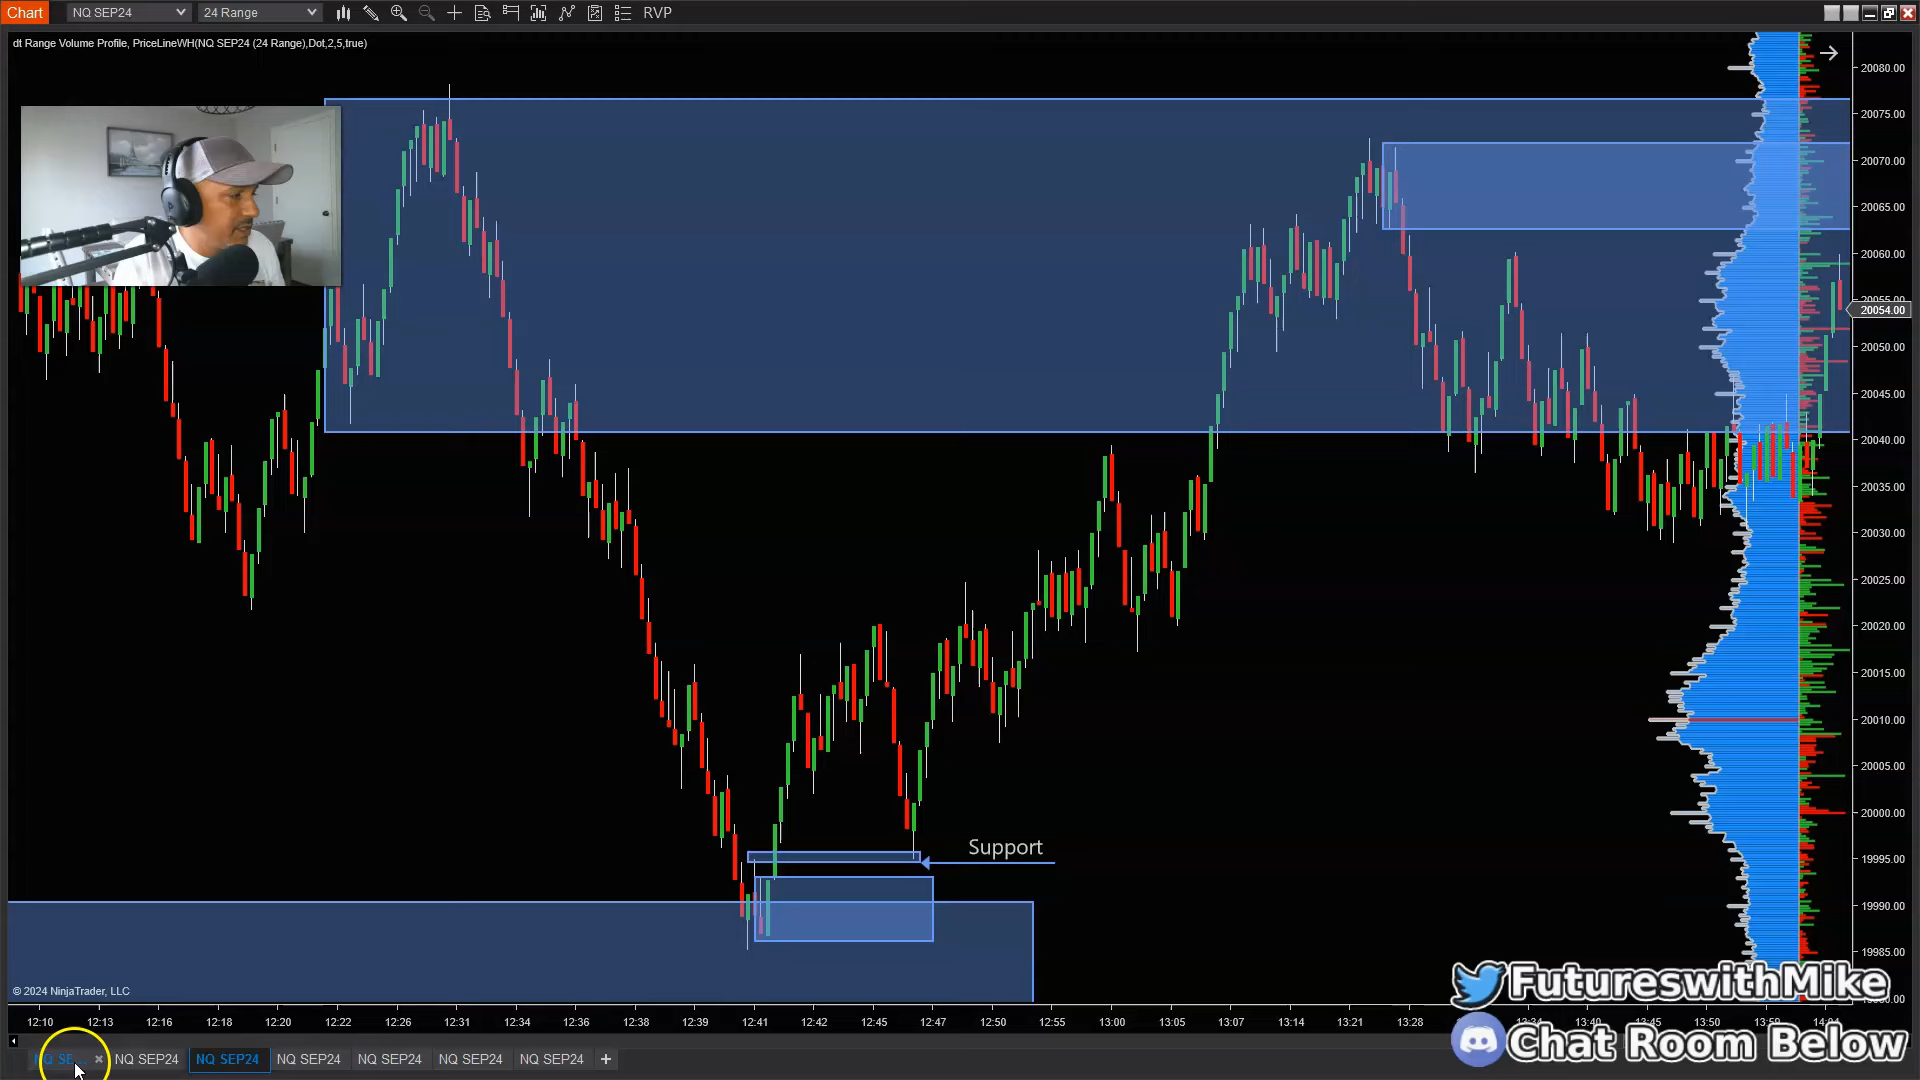 Chart NQ SEP24 24 Range RVP
dt Range Volume Profile, PriceLineWH(NQ SEP24 (24 Range),Dot,2,5,true)
20080.00
20075.00
20070.00
20065.00
20060.00
20055.00
20054.00
20050.00
20045.00
20040.00
20035.00
20030.00
20025.00
20020.00
20015.00
20010.00
20005.00
20000.00
19995.00
19990.00
19985.00
Support
© 2024 NinjaTrader, LLC
FutureswithMike
12:10 12:13 12:16 12:18 12:20 12:22 12:26 12:31 12:34 12:36 12:38 12:39 12:41 12:42 12:45 12:47 12:50 12:55 13:00 13:05 13:07 13:14 13:21 13:28
Chat Room Below
NQ SE... NQ SEP24 NQ SEP24 NQ SEP24 NQ SEP24 NQ SEP24 NQ SEP24